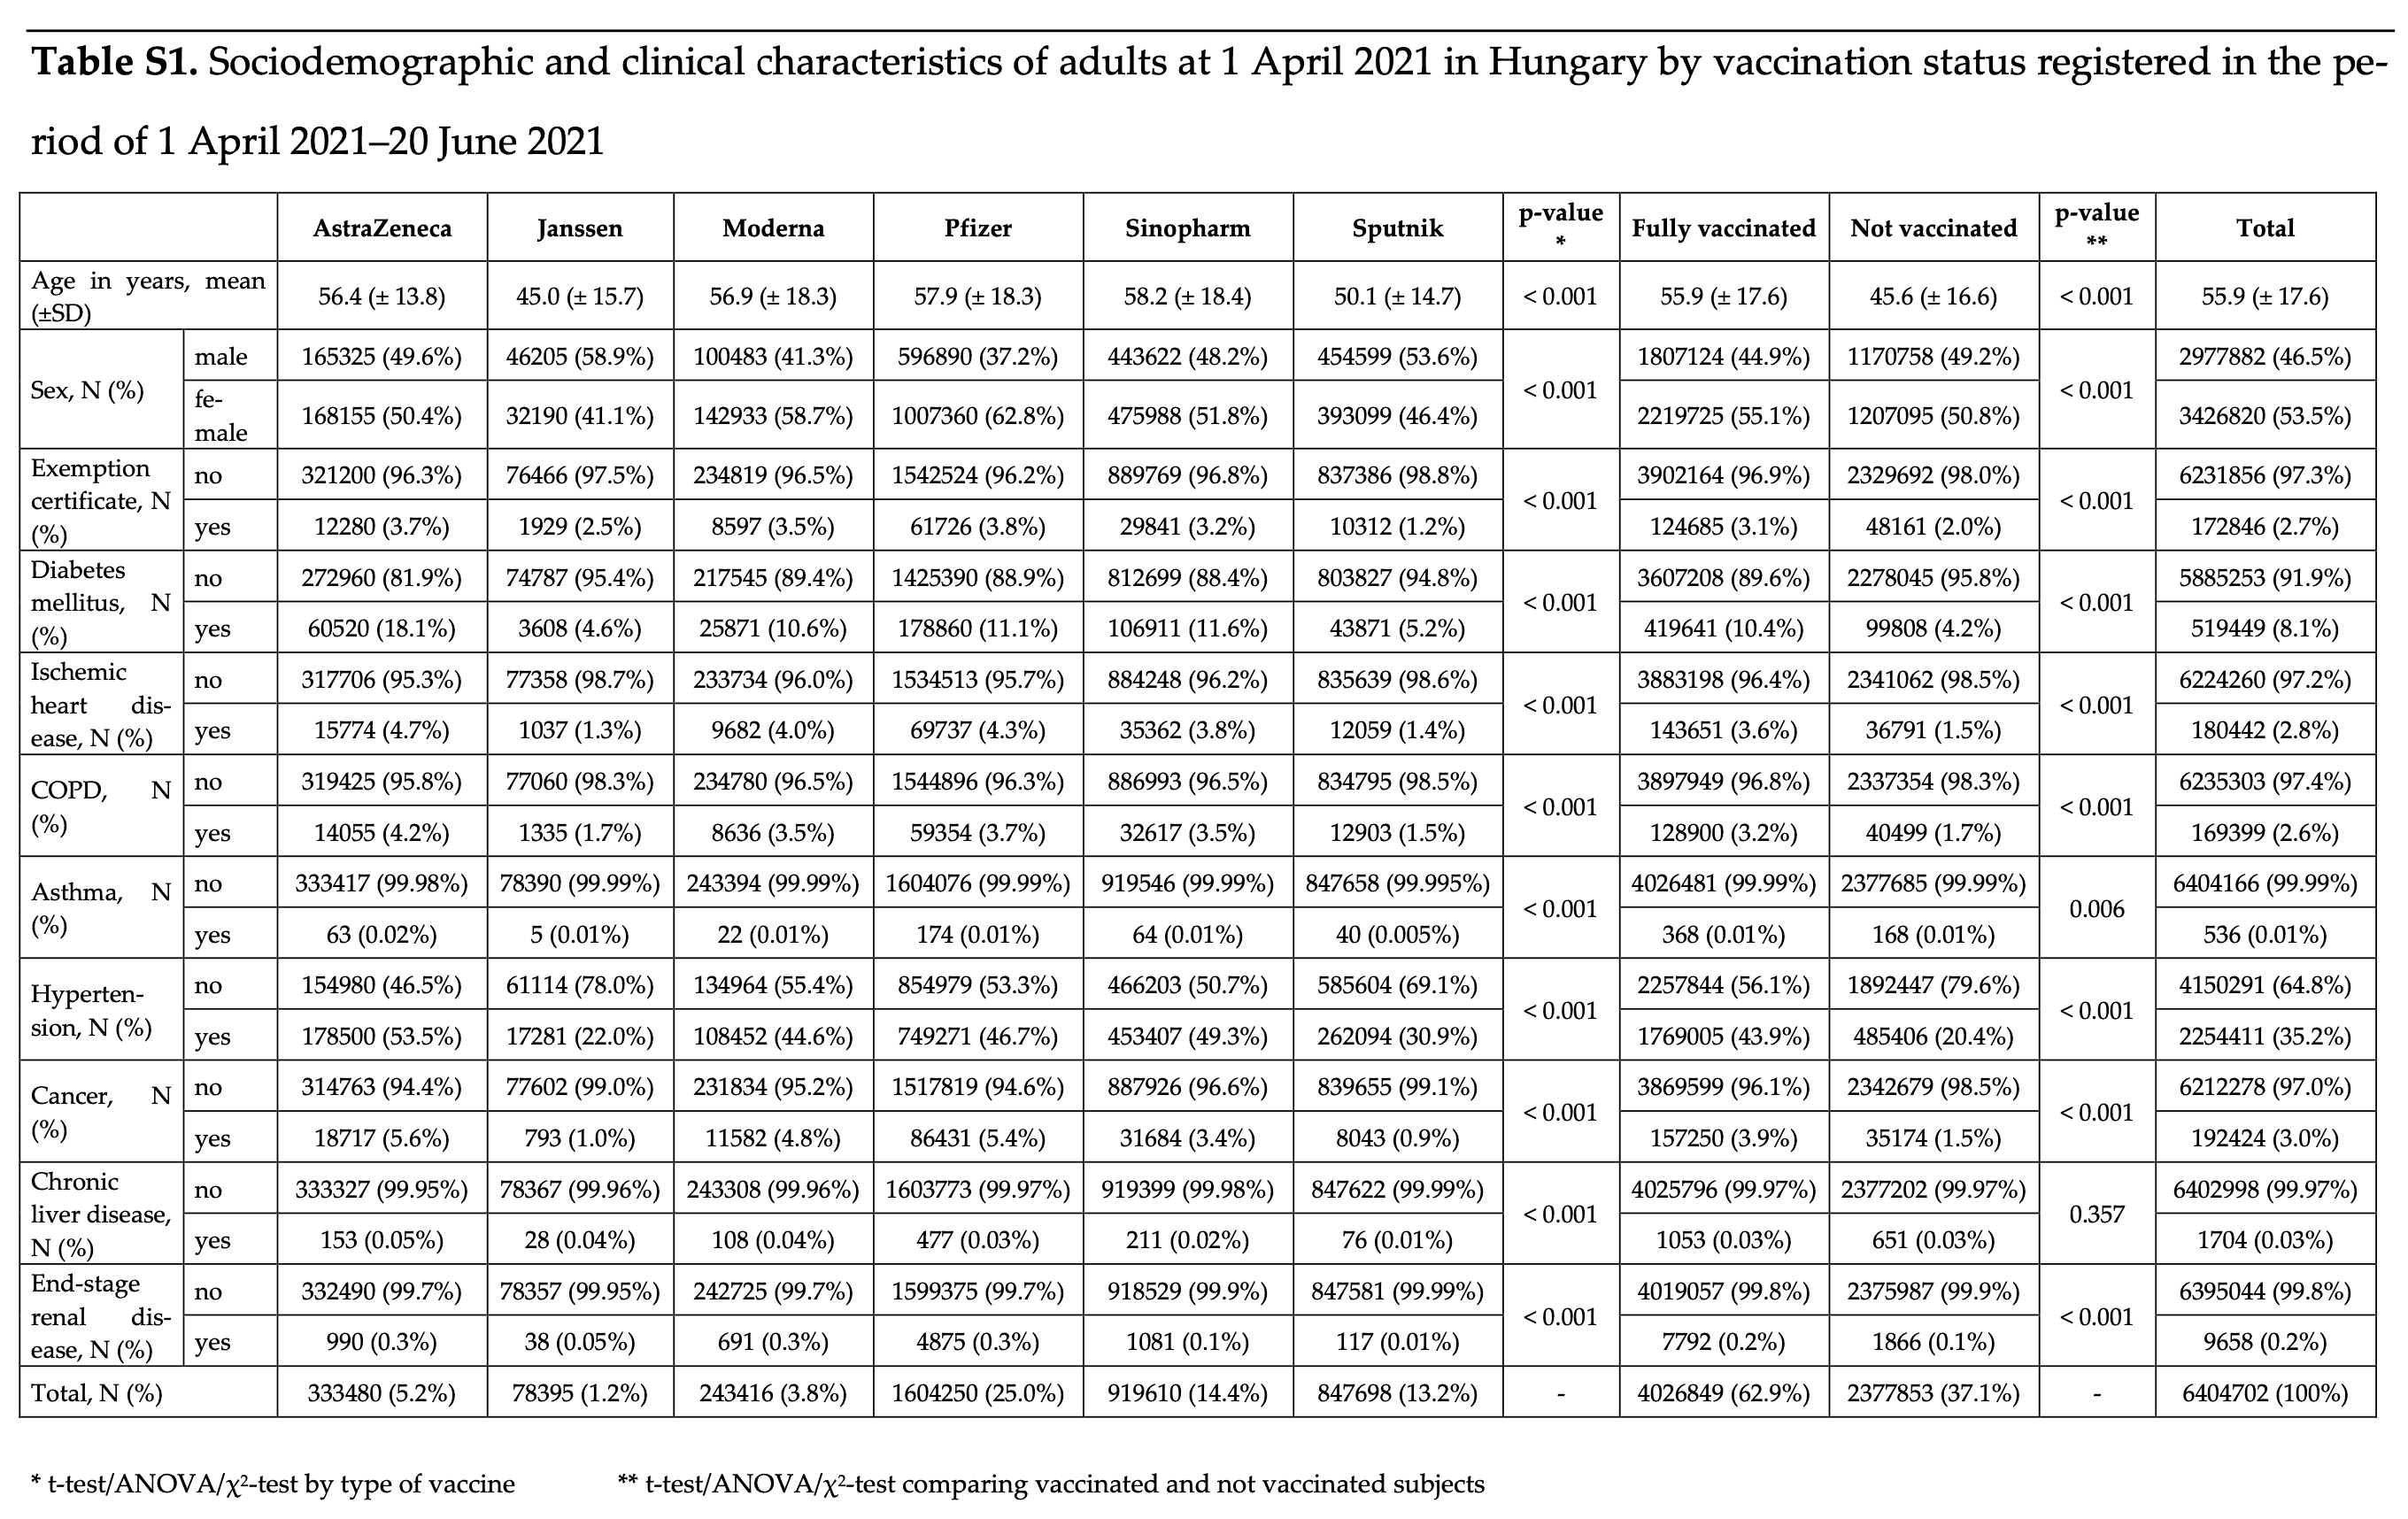 Table S1. Sociodemographic and clinical characteristics of adults at 1 April 2021 in Hungary by vaccination status registered in the pe-
riod of 1 April 2021–20 June 2021
AstraZeneca Janssen Moderna Pfizer Sinopharm Sputnik p-value * Fully vaccinated Not vaccinated p-value ** Total
Age in years, mean (±SD) 56.4 (± 13.8) 45.0 (± 15.7) 56.9 (± 18.3) 57.9 (± 18.3) 58.2 (± 18.4) 50.1 (± 14.7) < 0.001 55.9 (± 17.6) 45.6 (± 16.6) < 0.001 55.9 (± 17.6)
Sex, N (%) male 165325 (49.6%) 46205 (58.9%) 100483 (41.3%) 596890 (37.2%) 443622 (48.2%) 454599 (53.6%) < 0.001 1807124 (44.9%) 1170758 (49.2%) < 0.001 2977882 (46.5%)
fe-male 168155 (50.4%) 32190 (41.1%) 142933 (58.7%) 1007360 (62.8%) 475988 (51.8%) 393099 (46.4%) 2219725 (55.1%) 1207095 (50.8%) 3426820 (53.5%)
Exemption certificate, N (%) no 321200 (96.3%) 76466 (97.5%) 234819 (96.5%) 1542524 (96.2%) 889769 (96.8%) 837386 (98.8%) < 0.001 3902164 (96.9%) 2329692 (98.0%) < 0.001 6231856 (97.3%)
yes 12280 (3.7%) 1929 (2.5%) 8597 (3.5%) 61726 (3.8%) 29841 (3.2%) 10312 (1.2%) 124685 (3.1%) 48161 (2.0%) 172846 (2.7%)
Diabetes mellitus, N (%) no 272960 (81.9%) 74787 (95.4%) 217545 (89.4%) 1425390 (88.9%) 812699 (88.4%) 803827 (94.8%) < 0.001 3607208 (89.6%) 2278045 (95.8%) < 0.001 5885253 (91.9%)
yes 60520 (18.1%) 3608 (4.6%) 25871 (10.6%) 178860 (11.1%) 106911 (11.6%) 43871 (5.2%) 419641 (10.4%) 99808 (4.2%) 519449 (8.1%)
Ischemic heart dis-ease, N (%) no 317706 (95.3%) 77358 (98.7%) 233734 (96.0%) 1534513 (95.7%) 884248 (96.2%) 835639 (98.6%) < 0.001 3883198 (96.4%) 2341062 (98.5%) < 0.001 6224260 (97.2%)
yes 15774 (4.7%) 1037 (1.3%) 9682 (4.0%) 69737 (4.3%) 35362 (3.8%) 12059 (1.4%) 143651 (3.6%) 36791 (1.5%) 180442 (2.8%)
COPD, N (%) no 319425 (95.8%) 77060 (98.3%) 234780 (96.5%) 1544896 (96.3%) 886993 (96.5%) 834795 (98.5%) < 0.001 3897949 (96.8%) 2337354 (98.3%) < 0.001 6235303 (97.4%)
yes 14055 (4.2%) 1335 (1.7%) 8636 (3.5%) 59354 (3.7%) 32617 (3.5%) 12903 (1.5%) 128900 (3.2%) 40499 (1.7%) 169399 (2.6%)
Asthma, N (%) no 333417 (99.98%) 78390 (99.99%) 243394 (99.99%) 1604076 (99.99%) 919546 (99.99%) 847658 (99.995%) < 0.001 4026481 (99.99%) 2377685 (99.99%) 0.006 6404166 (99.99%)
yes 63 (0.02%) 5 (0.01%) 22 (0.01%) 174 (0.01%) 64 (0.01%) 40 (0.005%) 368 (0.01%) 168 (0.01%) 536 (0.01%)
Hyperten-sion, N (%) no 154980 (46.5%) 61114 (78.0%) 134964 (55.4%) 854979 (53.3%) 466203 (50.7%) 585604 (69.1%) < 0.001 2257844 (56.1%) 1892447 (79.6%) < 0.001 4150291 (64.8%)
yes 178500 (53.5%) 17281 (22.0%) 108452 (44.6%) 749271 (46.7%) 453407 (49.3%) 262094 (30.9%) 1769005 (43.9%) 485406 (20.4%) 2254411 (35.2%)
Cancer, N (%) no 314763 (94.4%) 77602 (99.0%) 231834 (95.2%) 1517819 (94.6%) 887926 (96.6%) 839655 (99.1%) < 0.001 3869599 (96.1%) 2342679 (98.5%) < 0.001 6212278 (97.0%)
yes 18717 (5.6%) 793 (1.0%) 11582 (4.8%) 86431 (5.4%) 31684 (3.4%) 8043 (0.9%) 157250 (3.9%) 35174 (1.5%) 192424 (3.0%)
Chronic liver disease, N (%) no 333327 (99.95%) 78367 (99.96%) 243308 (99.96%) 1603773 (99.97%) 919399 (99.98%) 847622 (99.99%) < 0.001 4025796 (99.97%) 2377202 (99.97%) 0.357 6402998 (99.97%)
yes 153 (0.05%) 28 (0.04%) 108 (0.04%) 477 (0.03%) 211 (0.02%) 76 (0.01%) 1053 (0.03%) 651 (0.03%) 1704 (0.03%)
End-stage renal dis-ease, N (%) no 332490 (99.7%) 78357 (99.95%) 242725 (99.7%) 1599375 (99.7%) 918529 (99.9%) 847581 (99.99%) < 0.001 4019057 (99.8%) 2375987 (99.9%) < 0.001 6395044 (99.8%)
yes 990 (0.3%) 38 (0.05%) 691 (0.3%) 4875 (0.3%) 1081 (0.1%) 117 (0.01%) 7792 (0.2%) 1866 (0.1%) 9658 (0.2%)
Total, N (%) 333480 (5.2%) 78395 (1.2%) 243416 (3.8%) 1604250 (25.0%) 919610 (14.4%) 847698 (13.2%) - 4026849 (62.9%) 2377853 (37.1%) - 6404702 (100%)
* t-test/ANOVA/χ²-test by type of vaccine ** t-test/ANOVA/χ²-test comparing vaccinated and not vaccinated subjects